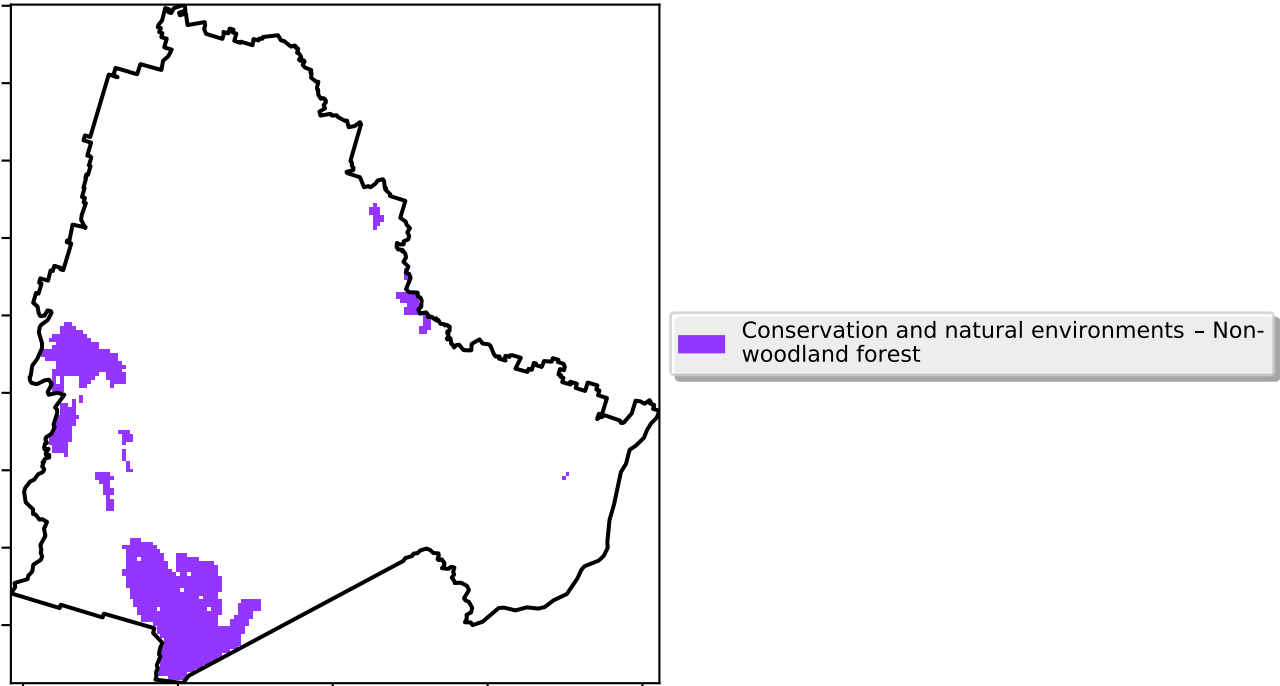 Conservation and natural environments – Non-
woodland forest